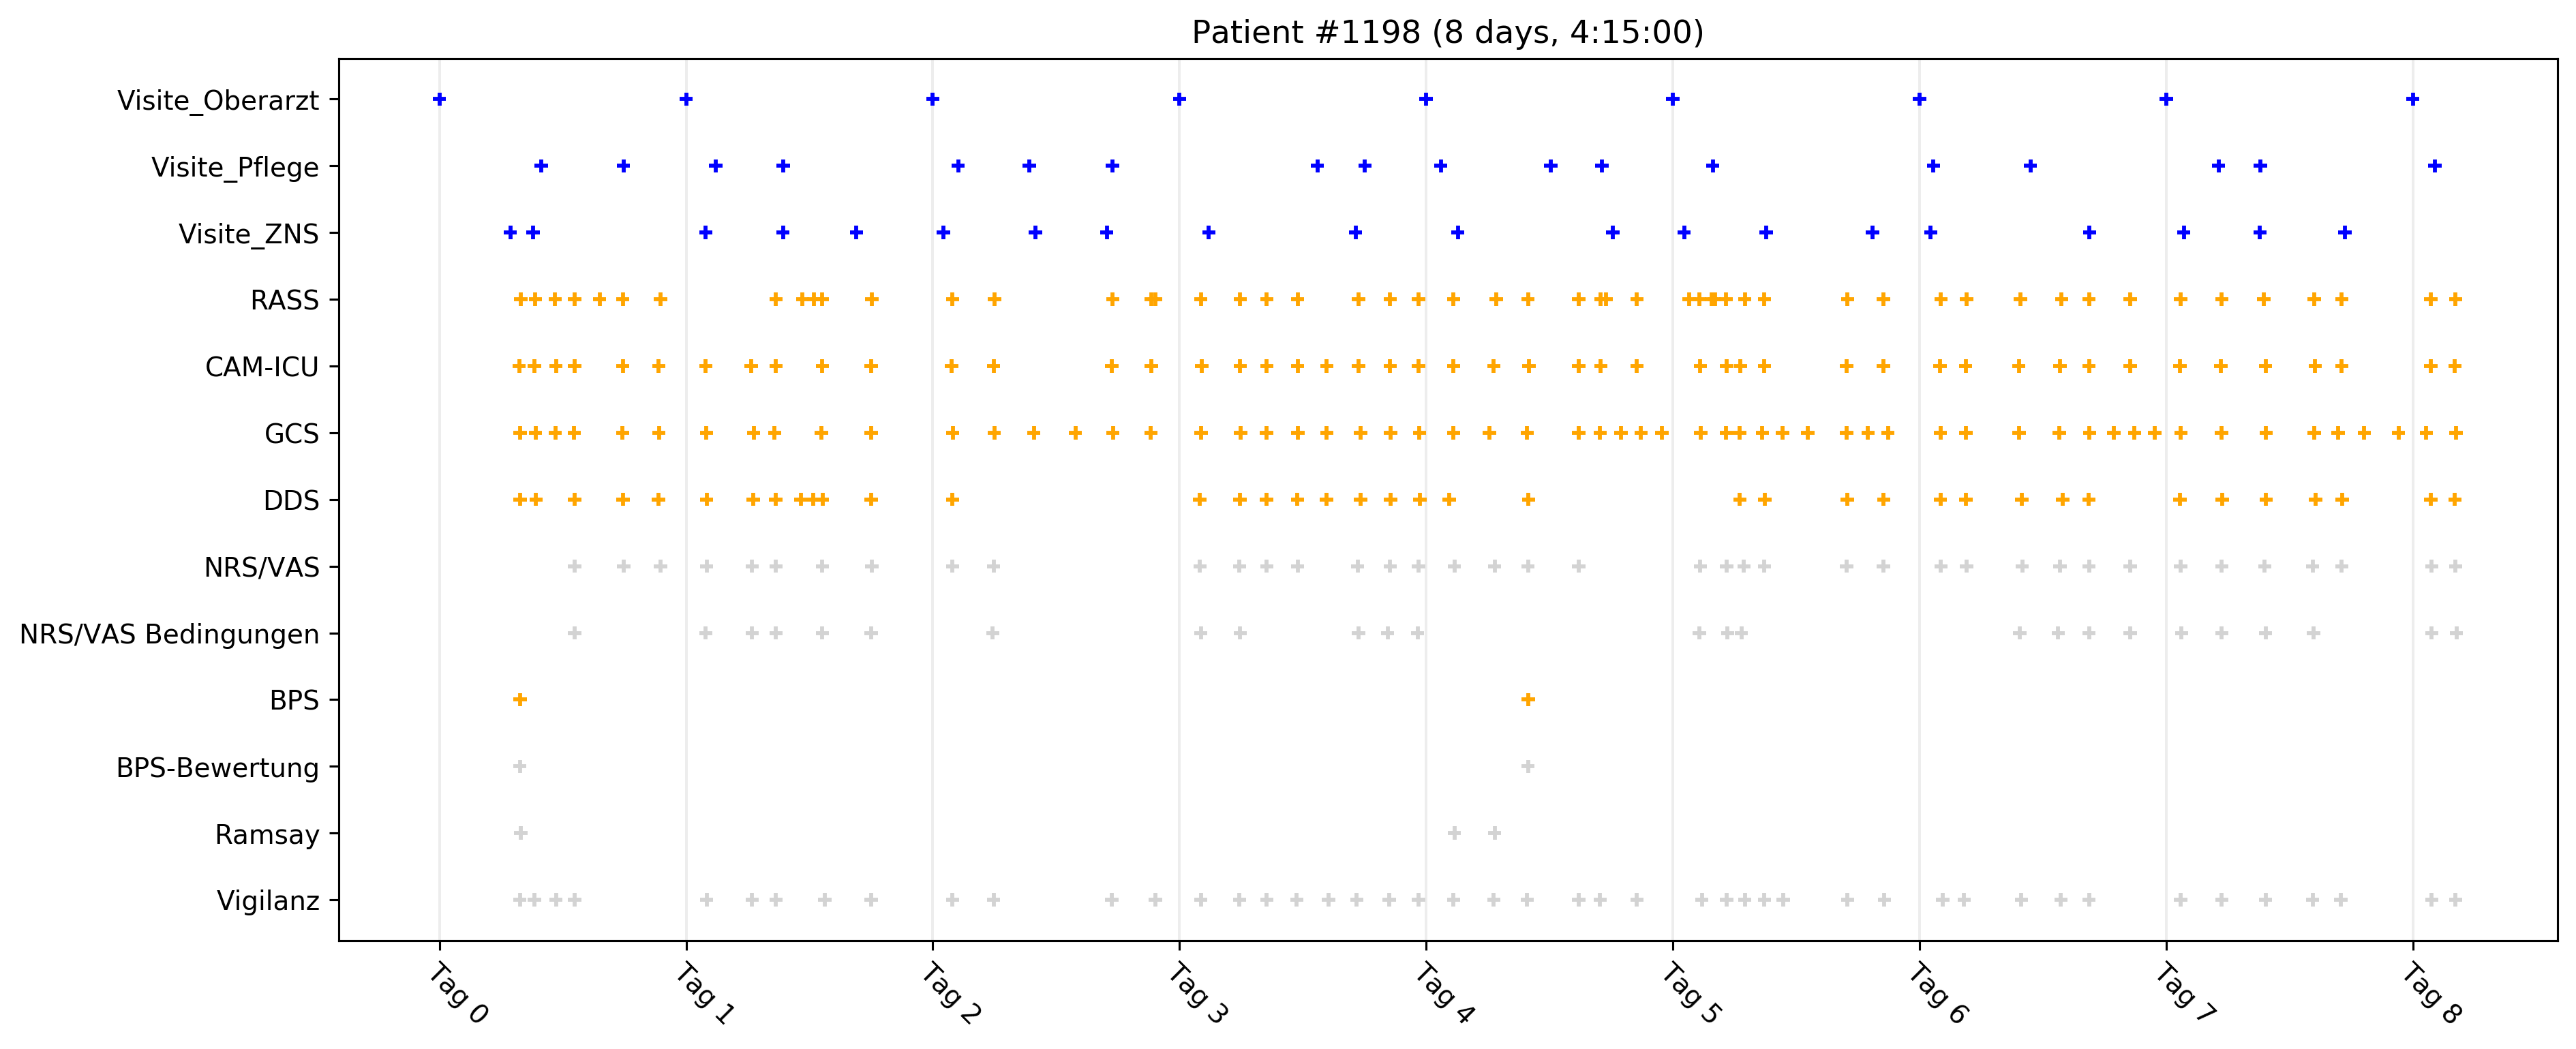 Patient #1198 (8 days, 4:15:00)
Visite_Oberarzt
Visite_Pflege
Visite_ZNS
RASS
CAM-ICU
GCS
DDS
NRS/VAS
NRS/VAS Bedingungen
BPS
BPS-Bewertung
Ramsay
Vigilanz
Tag 0
Tag 1
Tag 2
Tag 3
Tag 4
Tag 5
Tag 6
Tag 7
Tag 8